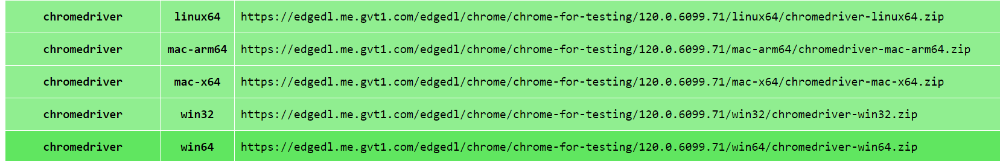 chromedriver linux64 https://edgedl.me.gvt1.com/edgedl/chrome/chrome-for-testing/120.0.6099.71/linux64/chromedriver-linux64.zip
chromedriver mac-arm64 https://edgedl.me.gvt1.com/edgedl/chrome/chrome-for-testing/120.0.6099.71/mac-arm64/chromedriver-mac-arm64.zip
chromedriver mac-x64 https://edgedl.me.gvt1.com/edgedl/chrome/chrome-for-testing/120.0.6099.71/mac-x64/chromedriver-mac-x64.zip
chromedriver win32 https://edgedl.me.gvt1.com/edgedl/chrome/chrome-for-testing/120.0.6099.71/win32/chromedriver-win32.zip
chromedriver win64 https://edgedl.me.gvt1.com/edgedl/chrome/chrome-for-testing/120.0.6099.71/win64/chromedriver-win64.zip